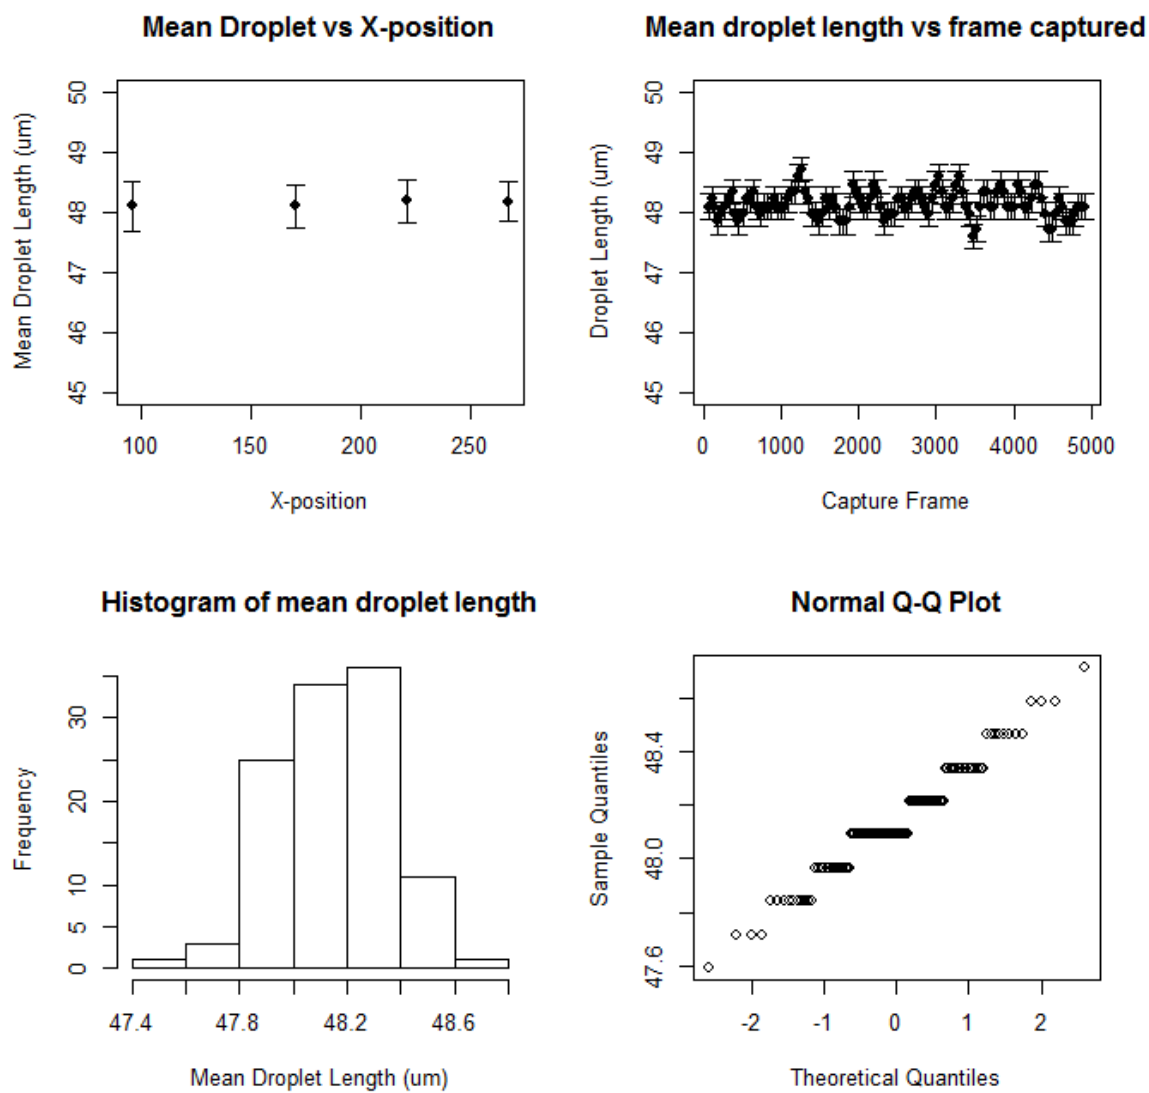 Mean Droplet vs X-position
Mean Droplet Length (um)
50
49
48
47
46
45
100 150 200 250
X-position
Mean droplet length vs frame captured
Droplet Length (um)
50
49
48
47
46
45
0 1000 2000 3000 4000 5000
Capture Frame
Histogram of mean droplet length
Frequency
30
20
10
5
0
47.4 47.8 48.2 48.6
Mean Droplet Length (um)
Normal Q-Q Plot
Sample Quantiles
48.4
48.0
47.6
-2 -1 0 1 2
Theoretical Quantiles